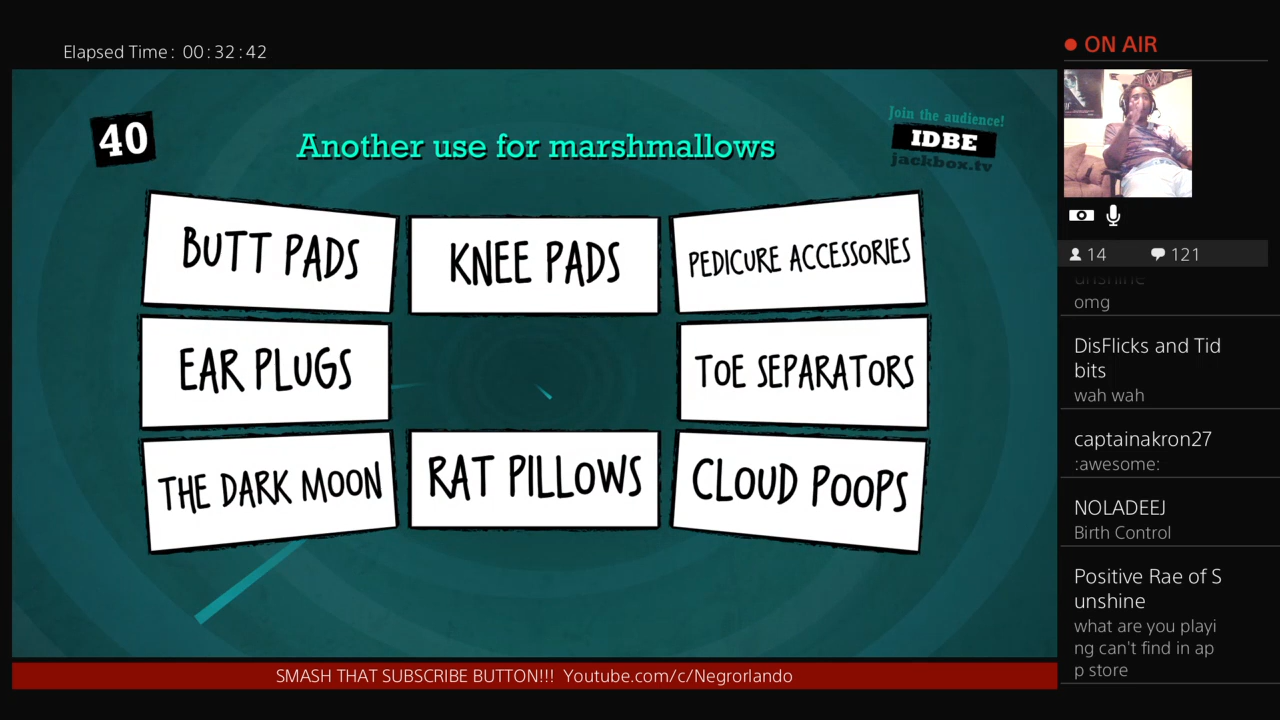 Elapsed Time: 00:32:42
ON AIR
40
Another use for marshmallows
Join the audience!
IDBE
jackbox.tv
BUTT PADS
KNEE PADS
PEDICURE ACCESSORIES
EAR PLUGS
TOE SEPARATORS
THE DARK MOON
RAT PILLOWS
CLOUD POOPS
SMASH THAT SUBSCRIBE BUTTON!!! Youtube.com/c/Negrorlando
14
121
unshine
omg
DisFlicks and Tid
bits
wah wah
captainakron27
:awesome:
NOLADEEJ
Birth Control
Positive Rae of S
unshine
what are you playi
ng can't find in ap
p store